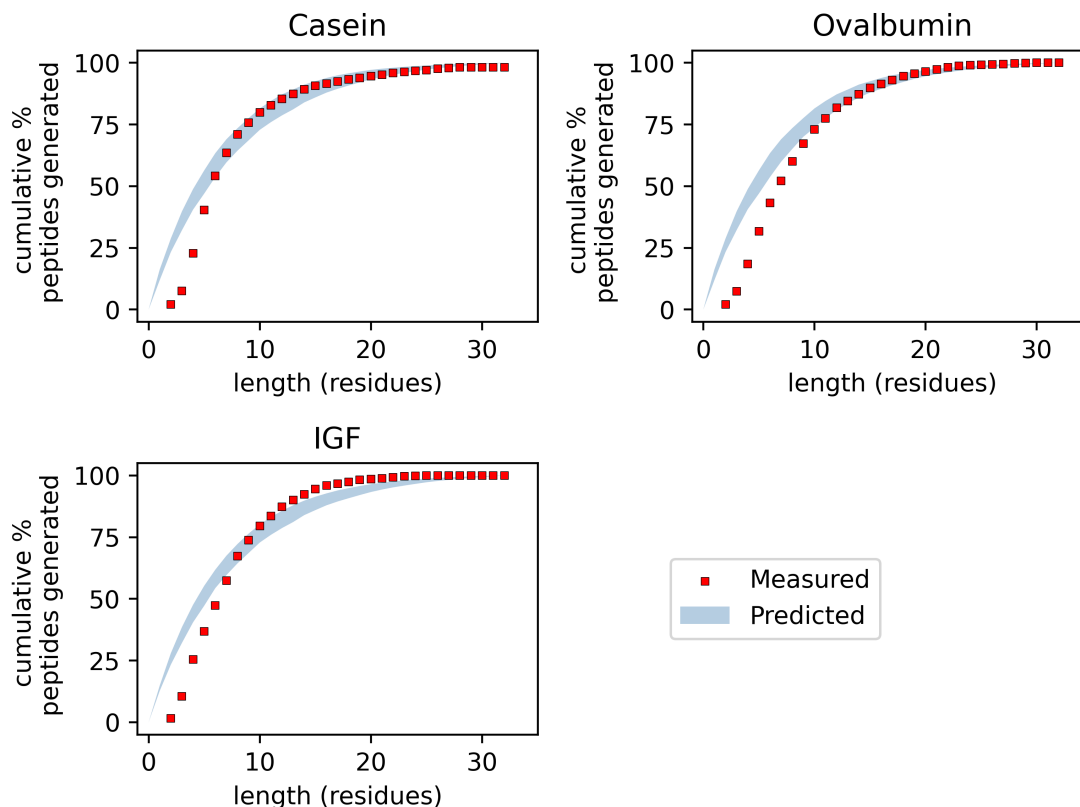 Casein
cumulative %
peptides generated
100
75
50
25
0
0 10 20 30
length (residues)
Ovalbumin
cumulative %
peptides generated
100
75
50
25
0
0 10 20 30
length (residues)
IGF
cumulative %
peptides generated
100
75
50
25
0
0 10 20 30
length (residues)
Measured
Predicted